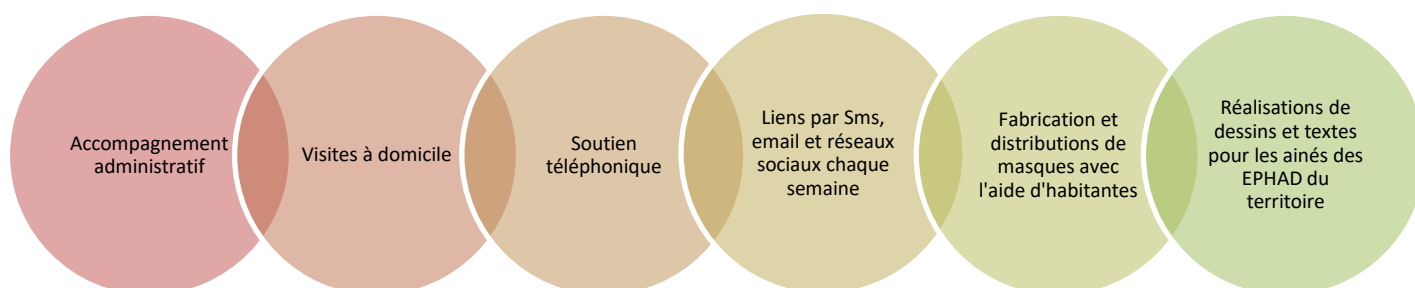 Accompagnement
administratif
Visites à domicile
Soutien
téléphonique
Liens par Sms,
email et réseaux
sociaux chaque
semaine
Fabrication et
distributions de
masques avec
l'aide d'habitantes
Réalisations de
dessins et textes
pour les ainés des
EPHAD du
territoire